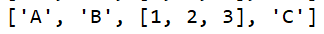 ['A', 'B', [1, 2, 3], 'C']